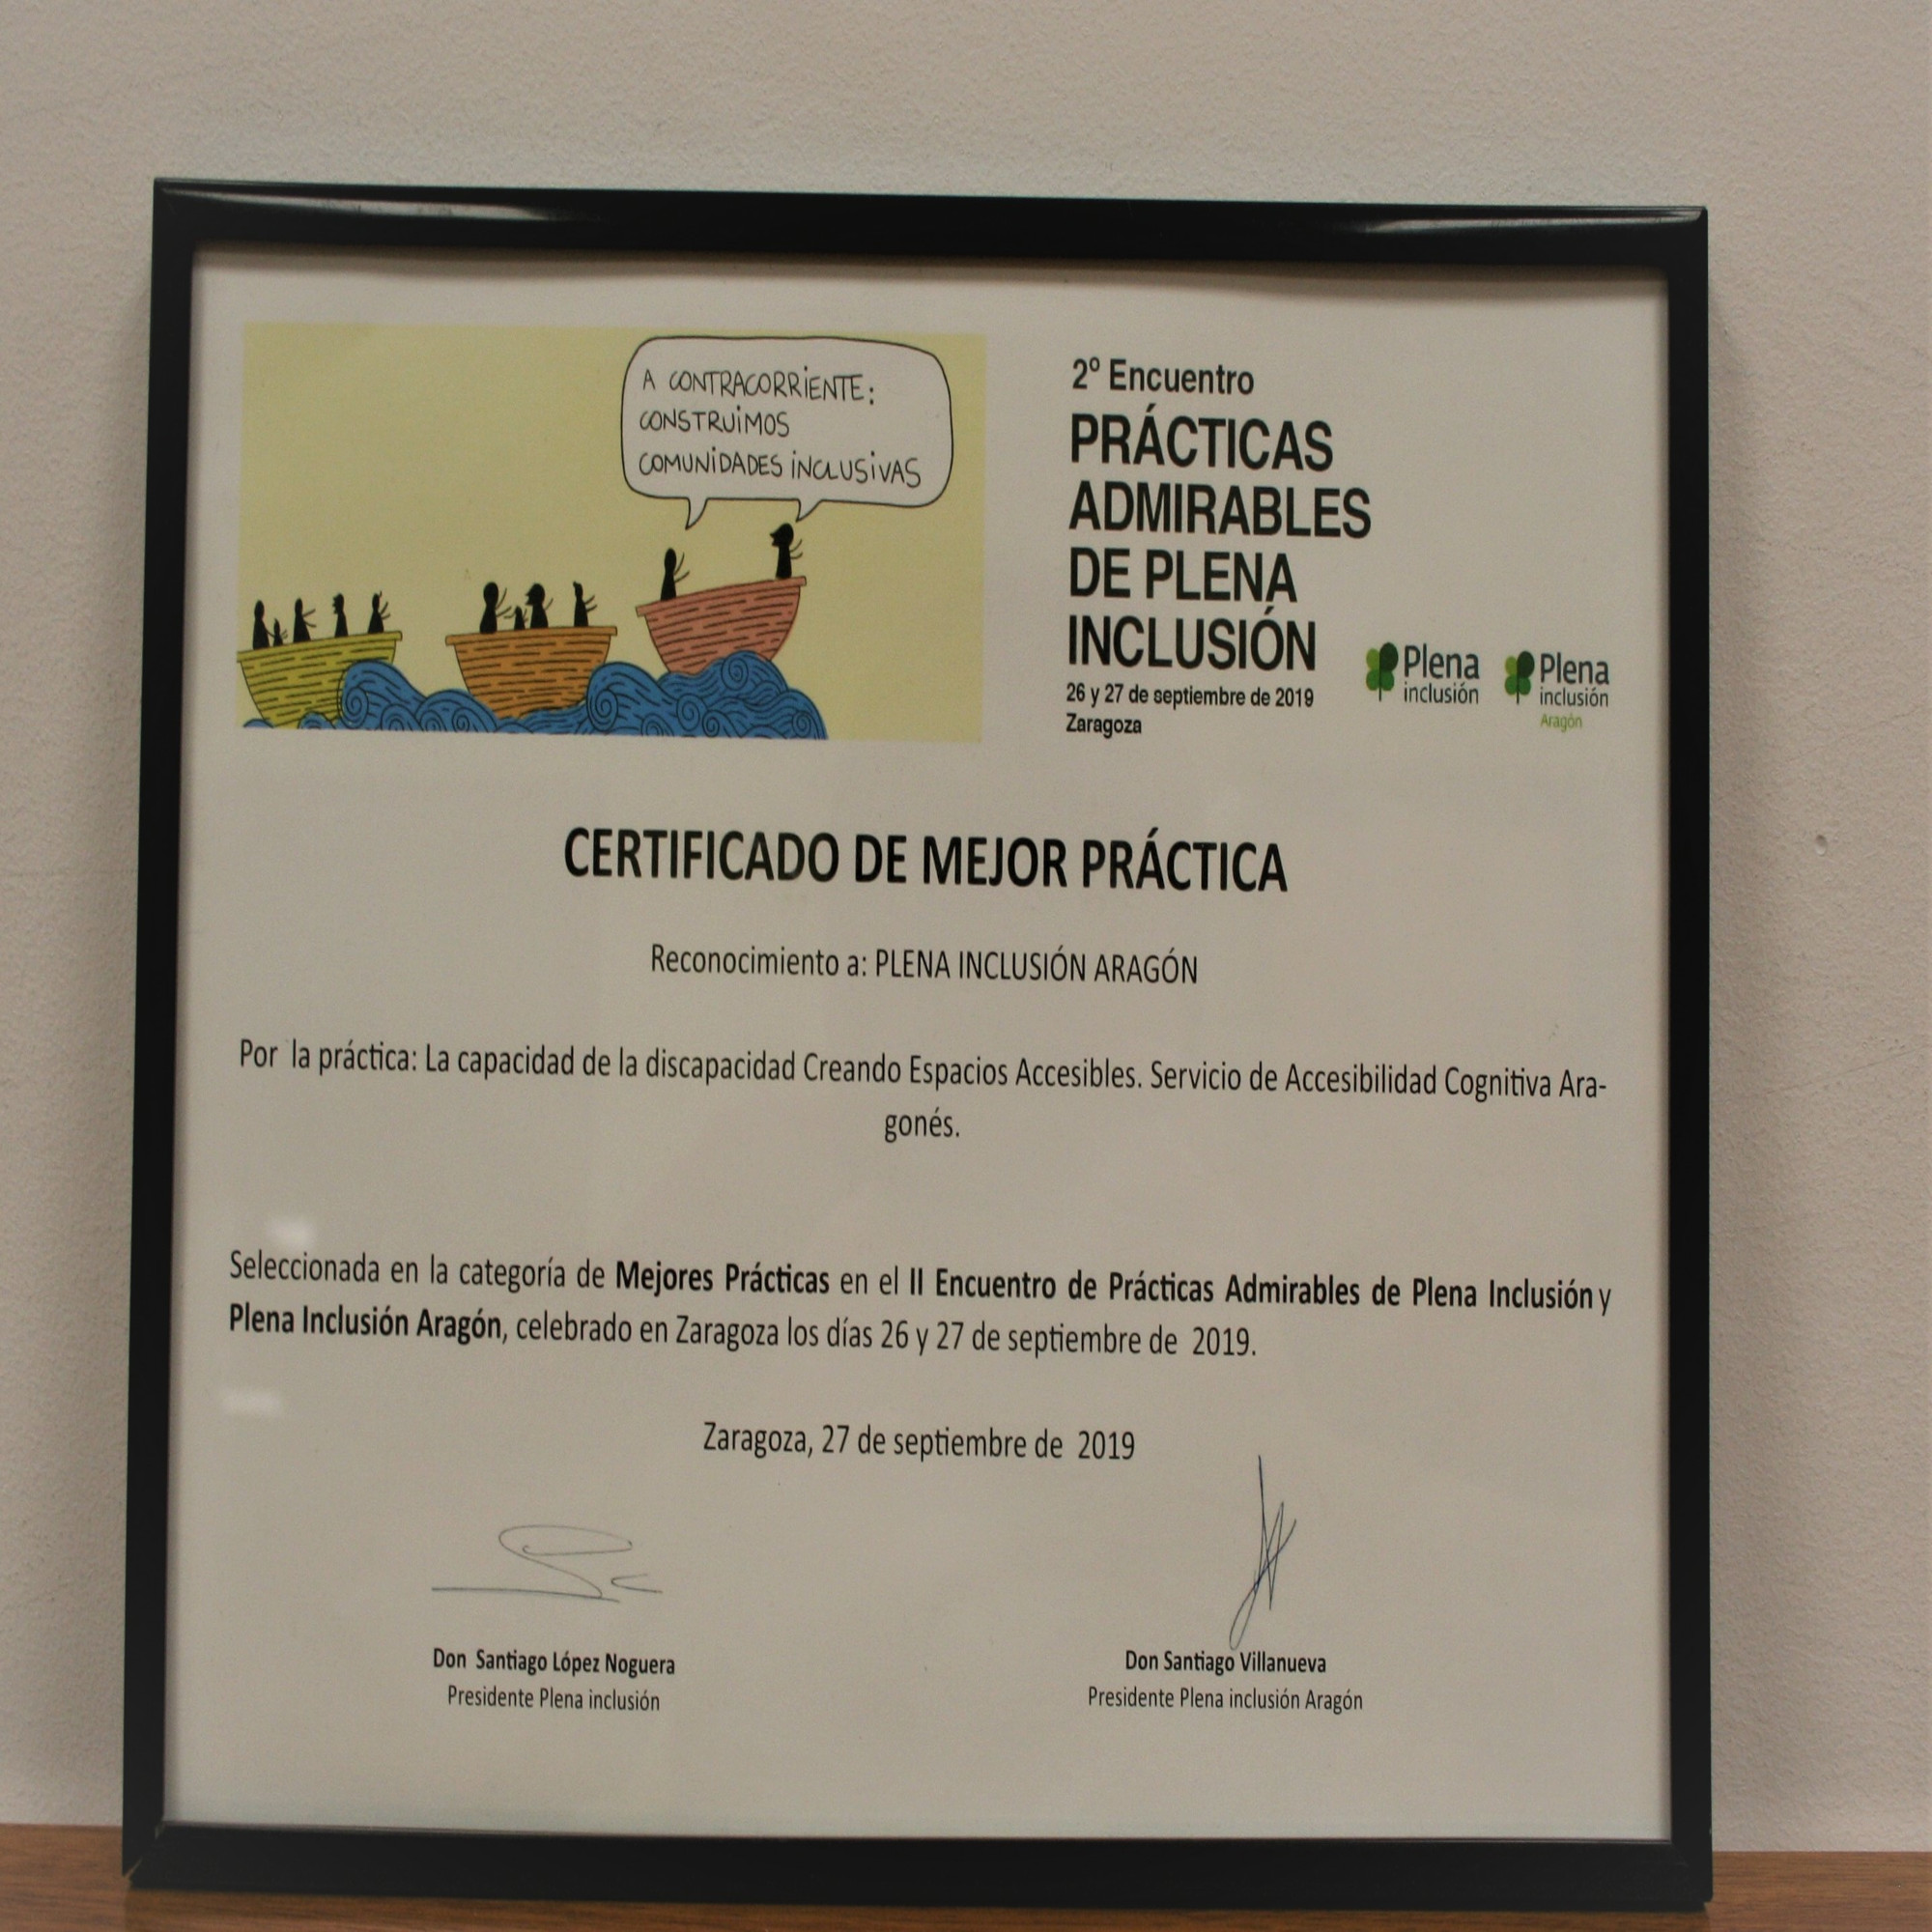 A CONTRACORRIENTE:
CONSTRUIMOS
COMUNIDADES INCLUSIVAS
2º Encuentro
PRÁCTICAS
ADMIRABLES
DE PLENA
INCLUSIÓN
26 y 27 de septiembre de 2019
Zaragoza
Plena
inclusión
Plena
inclusión
Aragón
CERTIFICADO DE MEJOR PRÁCTICA
Reconocimiento a: PLENA INCLUSIÓN ARAGÓN
Por la práctica: La capacidad de la discapacidad Creando Espacios Accesibles. Servicio de Accesibilidad Cognitiva Ara-
gonés.
Seleccionada en la categoría de Mejores Prácticas en el II Encuentro de Prácticas Admirables de Plena Inclusión y
Plena Inclusión Aragón, celebrado en Zaragoza los días 26 y 27 de septiembre de 2019.
Zaragoza, 27 de septiembre de 2019
Don Santiago López Noguera
Presidente Plena inclusión
Don Santiago Villanueva
Presidente Plena inclusión Aragón